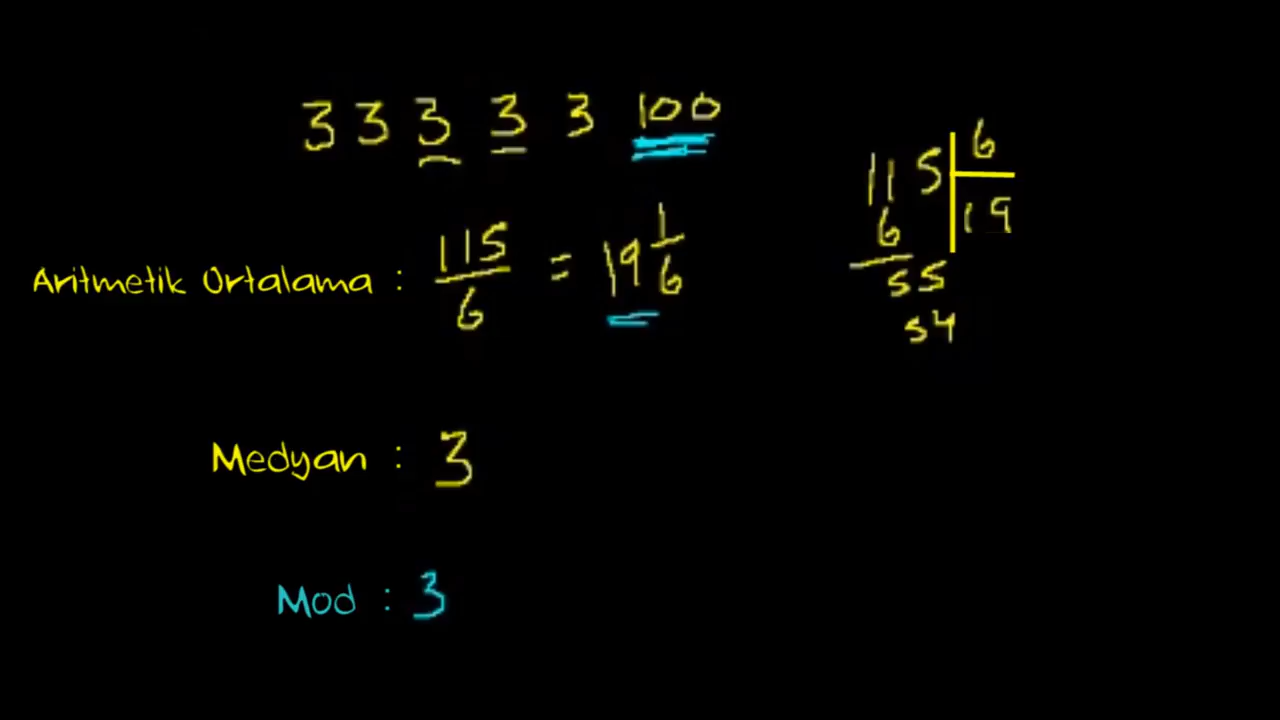 3 3 3 3 3 100
Aritmetik Ortalama : 115/6 = 19 1/6
115 | 6
6 | 19
55
54
Medyan : 3
Mod : 3